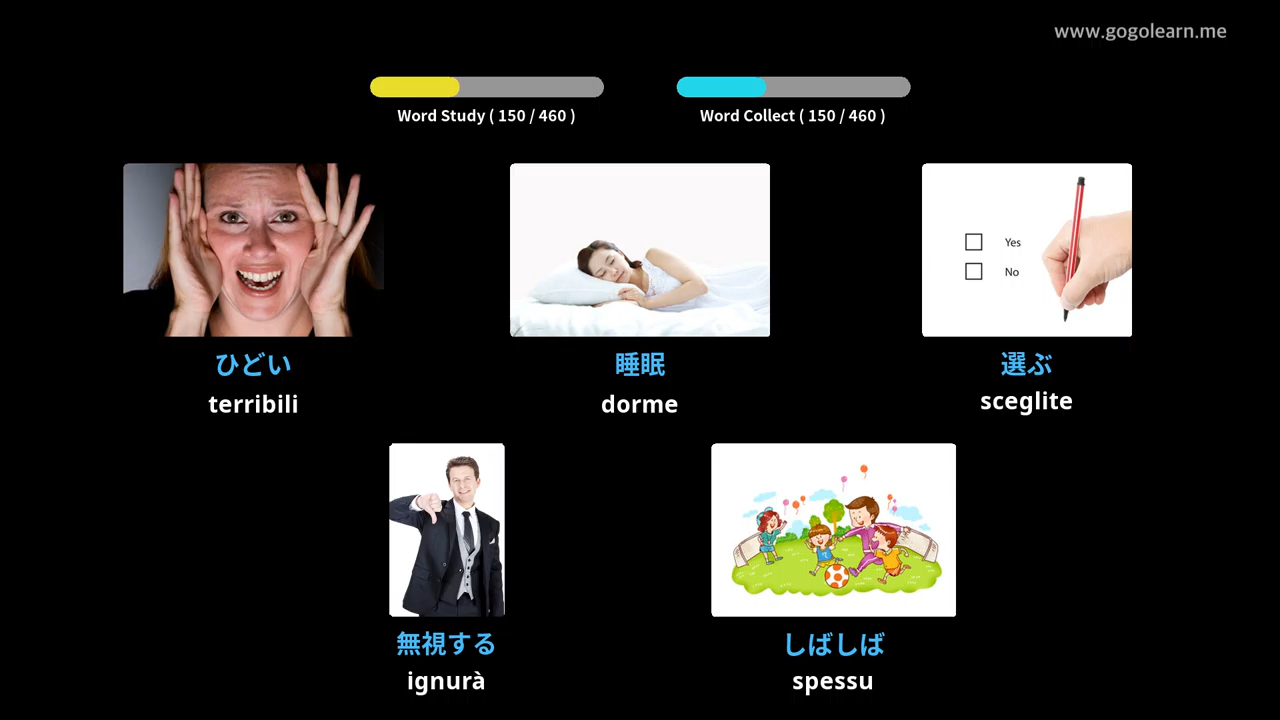 www.gogolearn.me
Word Study ( 150 / 460 )
Word Collect ( 150 / 460 )
Yes
No
ひどい
睡眠
選ぶ
terribili
dorme
sceglite
無視する
しばしば
ignurà
spessu